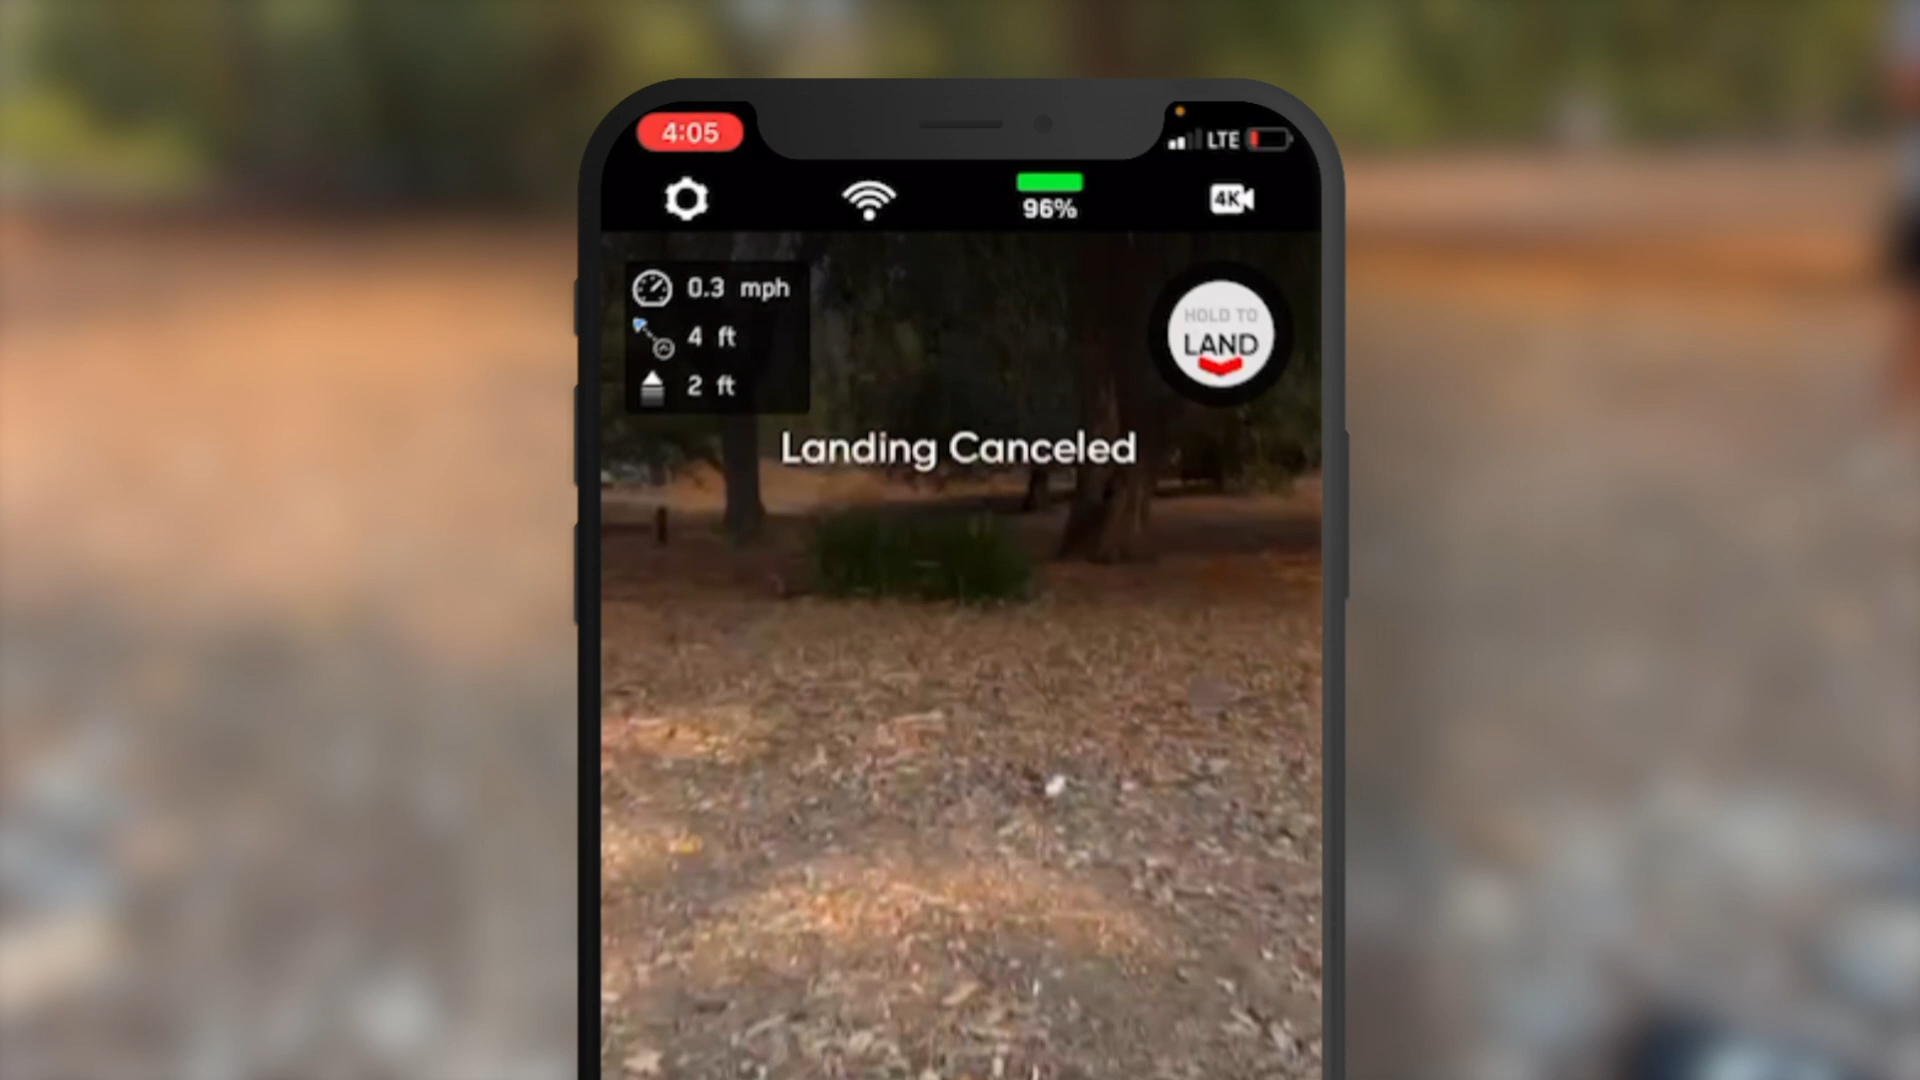 4:05
LTE
96%
4K
0.3 mph
4 ft
2 ft
HOLD TO
LAND
Landing Canceled